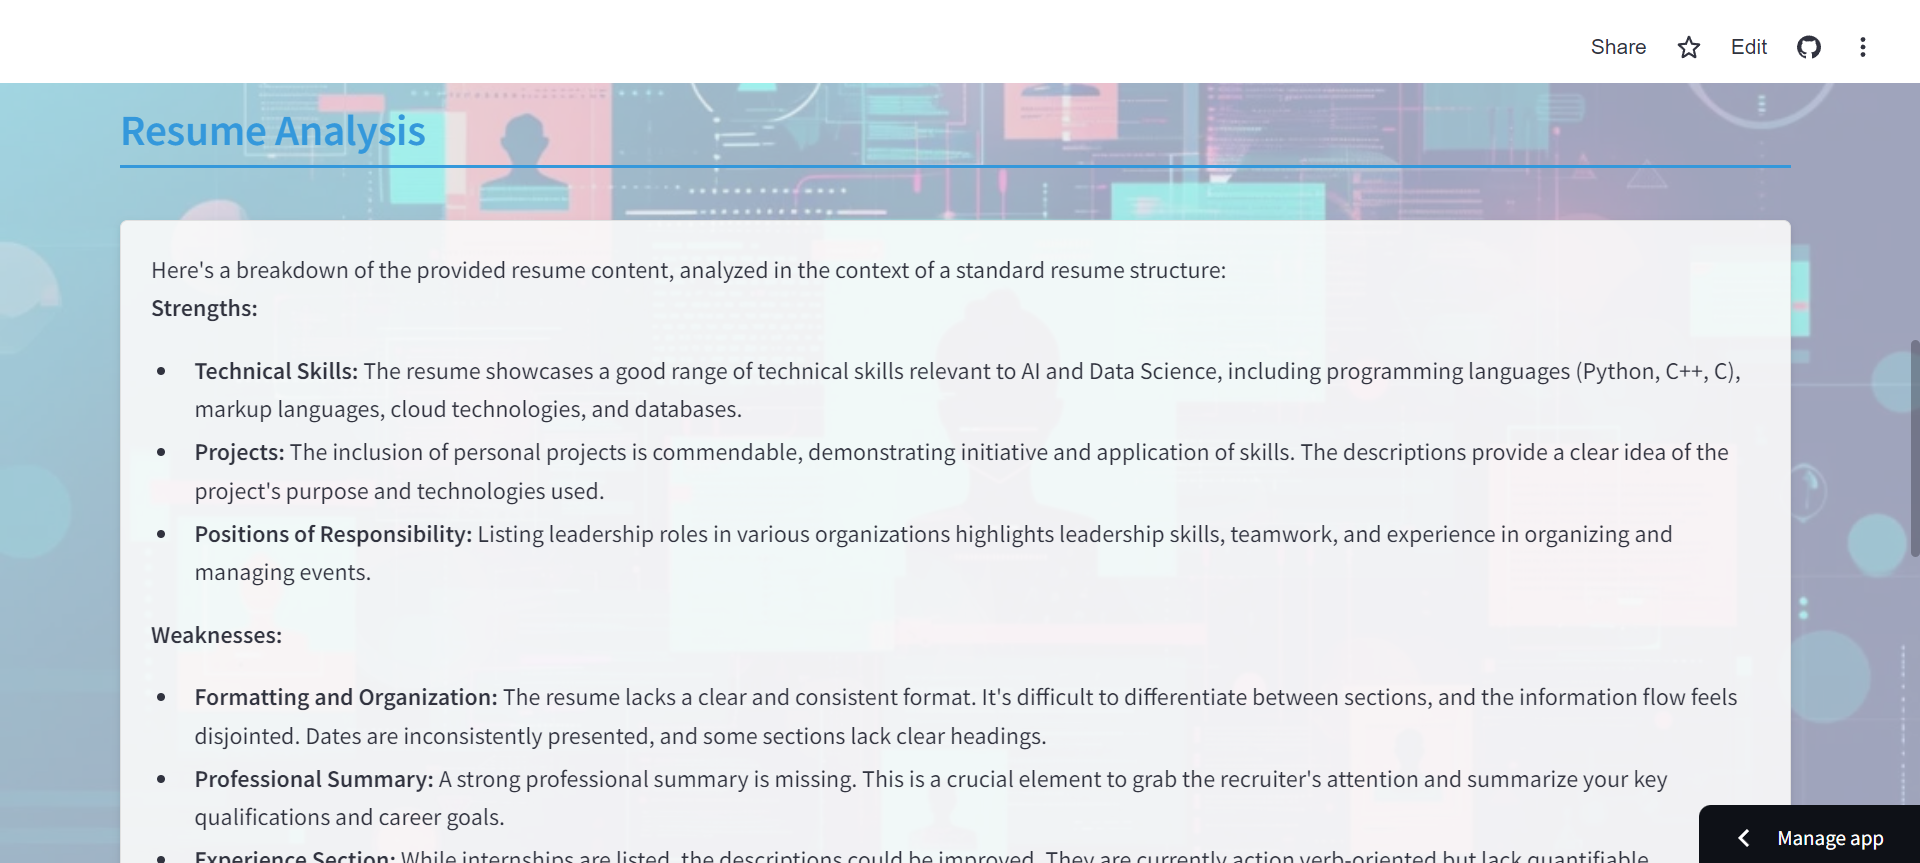 Share
Edit
Resume Analysis
Here's a breakdown of the provided resume content, analyzed in the context of a standard resume structure:
Strengths:
Technical Skills: The resume showcases a good range of technical skills relevant to AI and Data Science, including programming languages (Python, C++, C),
markup languages, cloud technologies, and databases.
Projects: The inclusion of personal projects is commendable, demonstrating initiative and application of skills. The descriptions provide a clear idea of the
project's purpose and technologies used.
Positions of Responsibility: Listing leadership roles in various organizations highlights leadership skills, teamwork, and experience in organizing and
managing events.
Weaknesses:
Formatting and Organization: The resume lacks a clear and consistent format. It's difficult to differentiate between sections, and the information flow feels
disjointed. Dates are inconsistently presented, and some sections lack clear headings.
Professional Summary: A strong professional summary is missing. This is a crucial element to grab the recruiter's attention and summarize your key
qualifications and career goals.
Experience Section: While internships are listed, the descriptions could be improved. They are currently action verb-oriented but lack quantifiable
Manage app